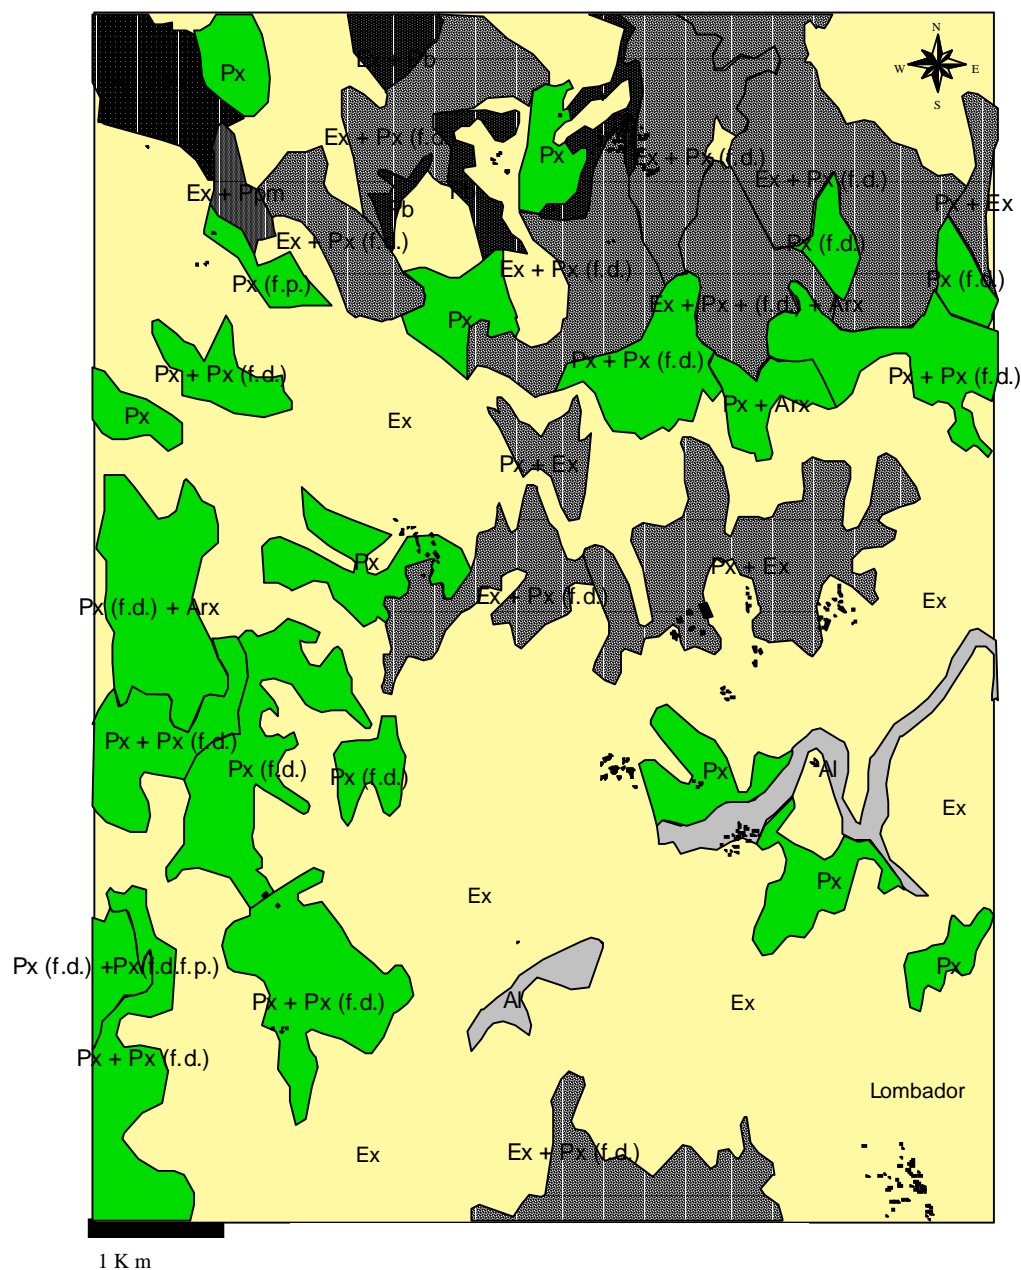 N
W E
S
Px
Ex + Px (f.d.)
Px
Ex + Px (f.d.)
Ex + Px (f.d.)
Ex + Ppm
Px + Ex
Ex + Px (f.d.)
Px (f.d.)
Ex + Px (f.d.)
Px (f.p.)
Px (f.d.)
Ex + Px + (f.d.) + Arx
Px
Px + Px (f.d.)
Px + Px (f.d.)
Px + Px (f.d.)
Px + Arx
Px
Ex
Px + Ex
Px
Px + Ex
Ex + Px (f.d.)
Ex
Px (f.d.) + Arx
Px + Px (f.d.)
Px (f.d.)
Px (f.d.)
Px
Al
Ex
Px
Ex
Px (f.d.) +Px(f.d.f.p.)
Px
Px + Px (f.d.)
Al
Ex
Px + Px (f.d.)
Lombador
Ex
Ex + Px (f.d.)
1 K m